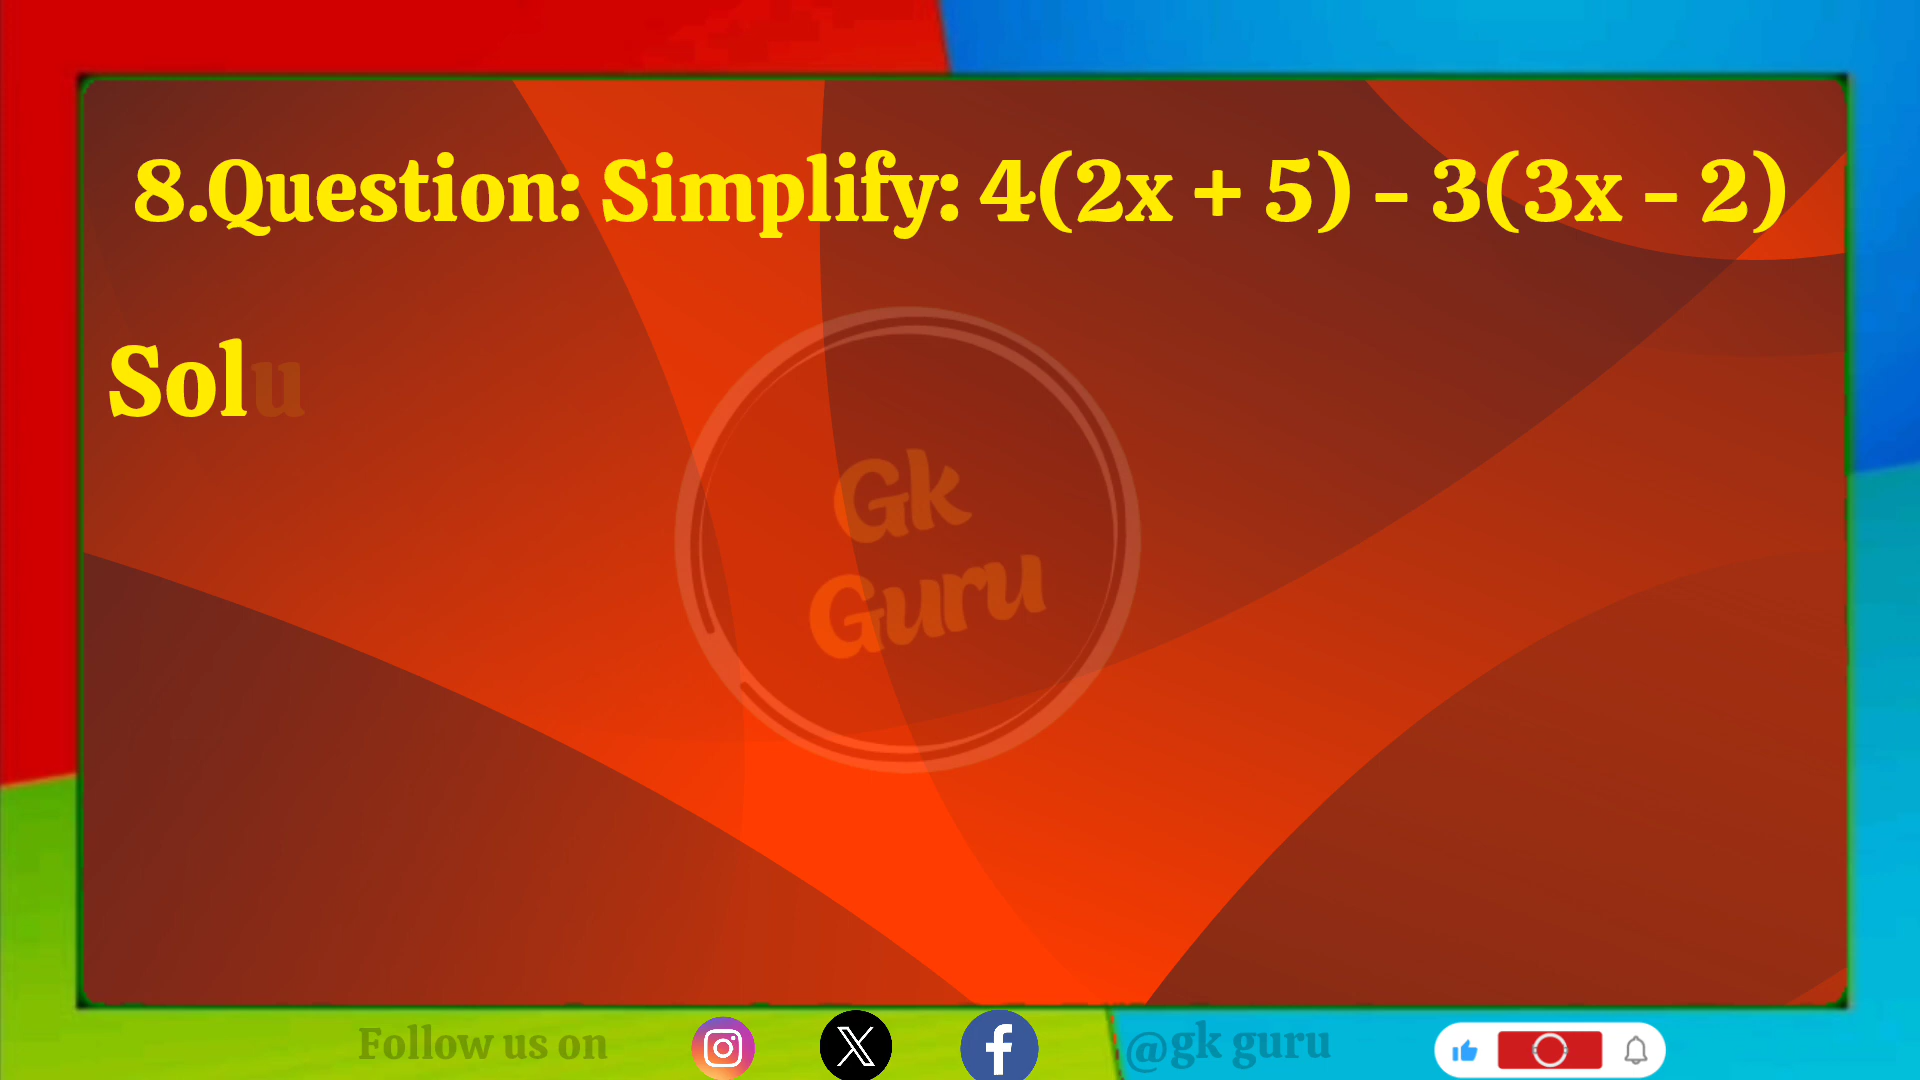 8.Question: Simplify: 4(2x + 5) - 3(3x - 2)
Solu
Gk
Guru
Follow us on
@gk guru